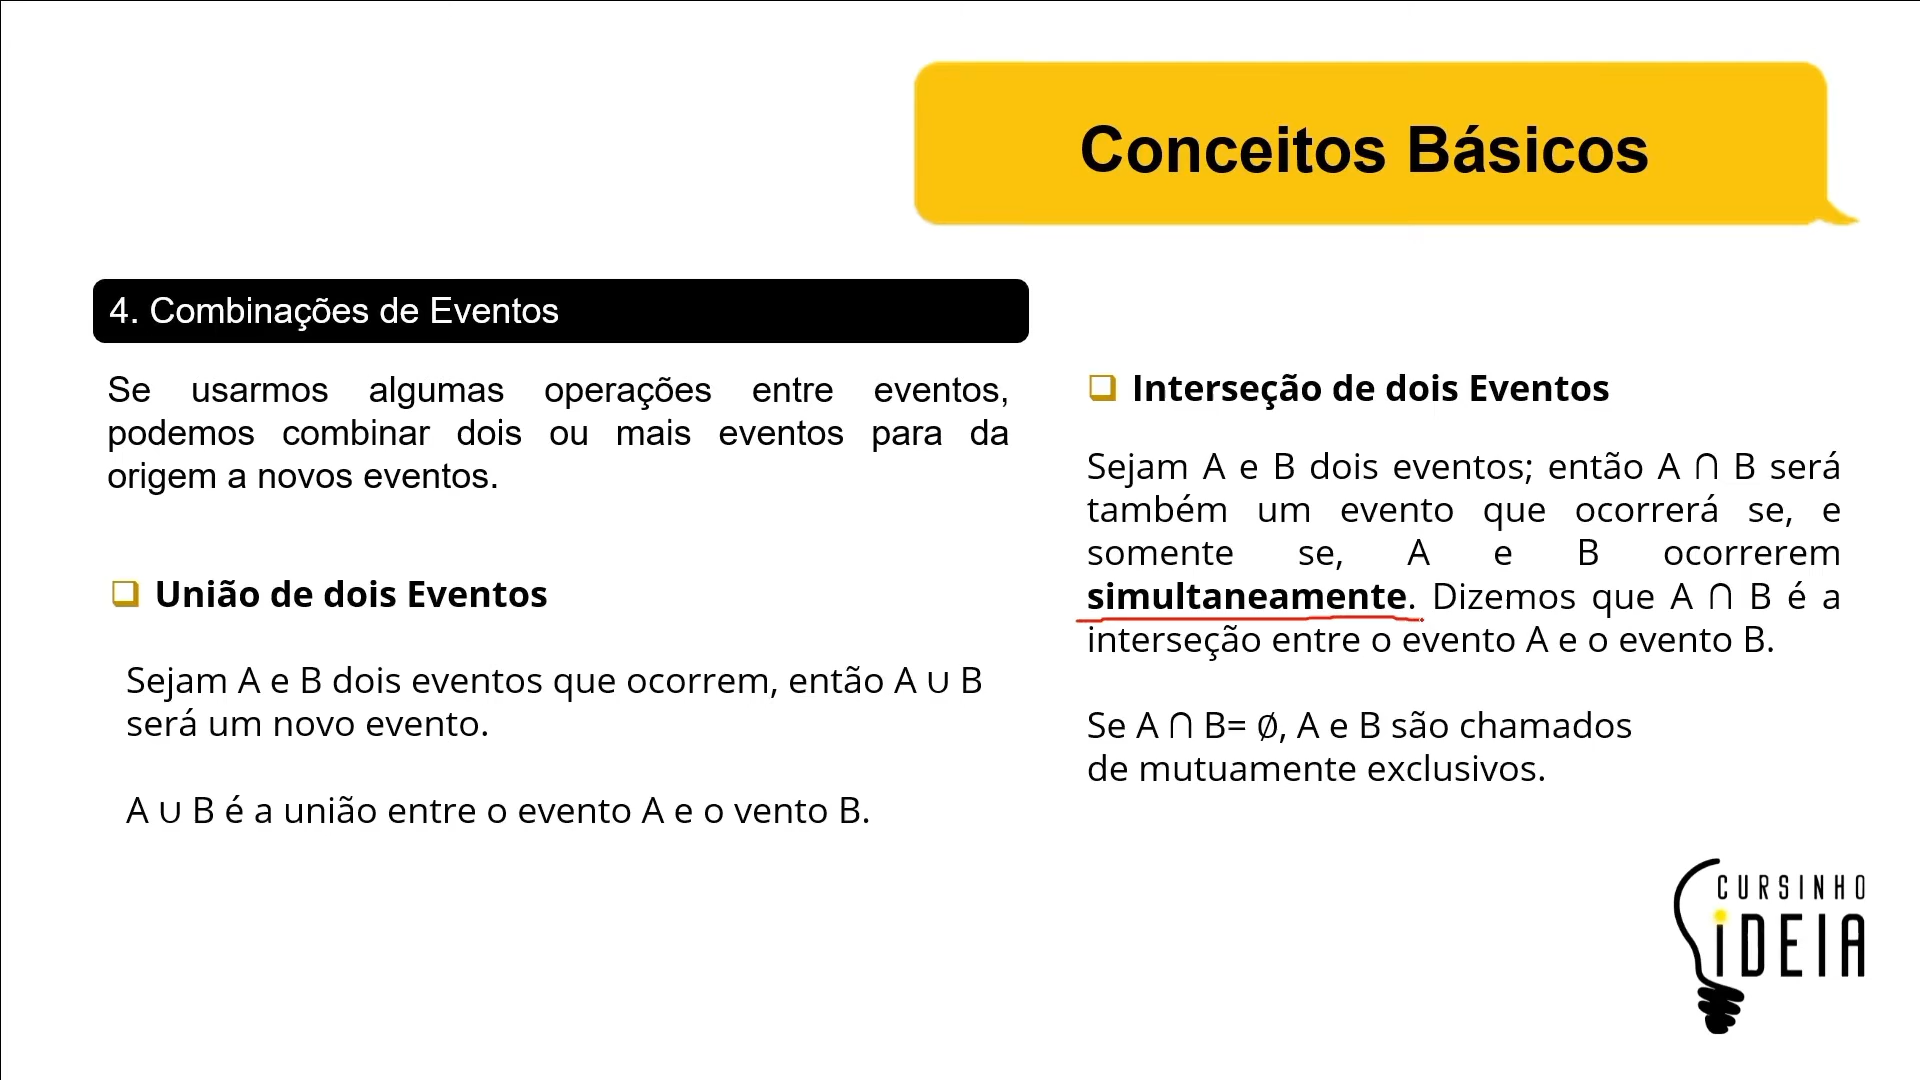 Conceitos Básicos
4. Combinações de Eventos
Se usarmos algumas operações entre eventos,
podemos combinar dois ou mais eventos para da
origem a novos eventos.
União de dois Eventos
Sejam A e B dois eventos que ocorrem, então A ∪ B
será um novo evento.
A ∪ B é a união entre o evento A e o vento B.
Interseção de dois Eventos
Sejam A e B dois eventos; então A ∩ B será
também um evento que ocorrerá se, e
somente se, A e B ocorrerem
simultaneamente. Dizemos que A ∩ B é a
interseção entre o evento A e o evento B.
Se A ∩ B= ∅, A e B são chamados
de mutuamente exclusivos.
CURSINHO
iDEIA